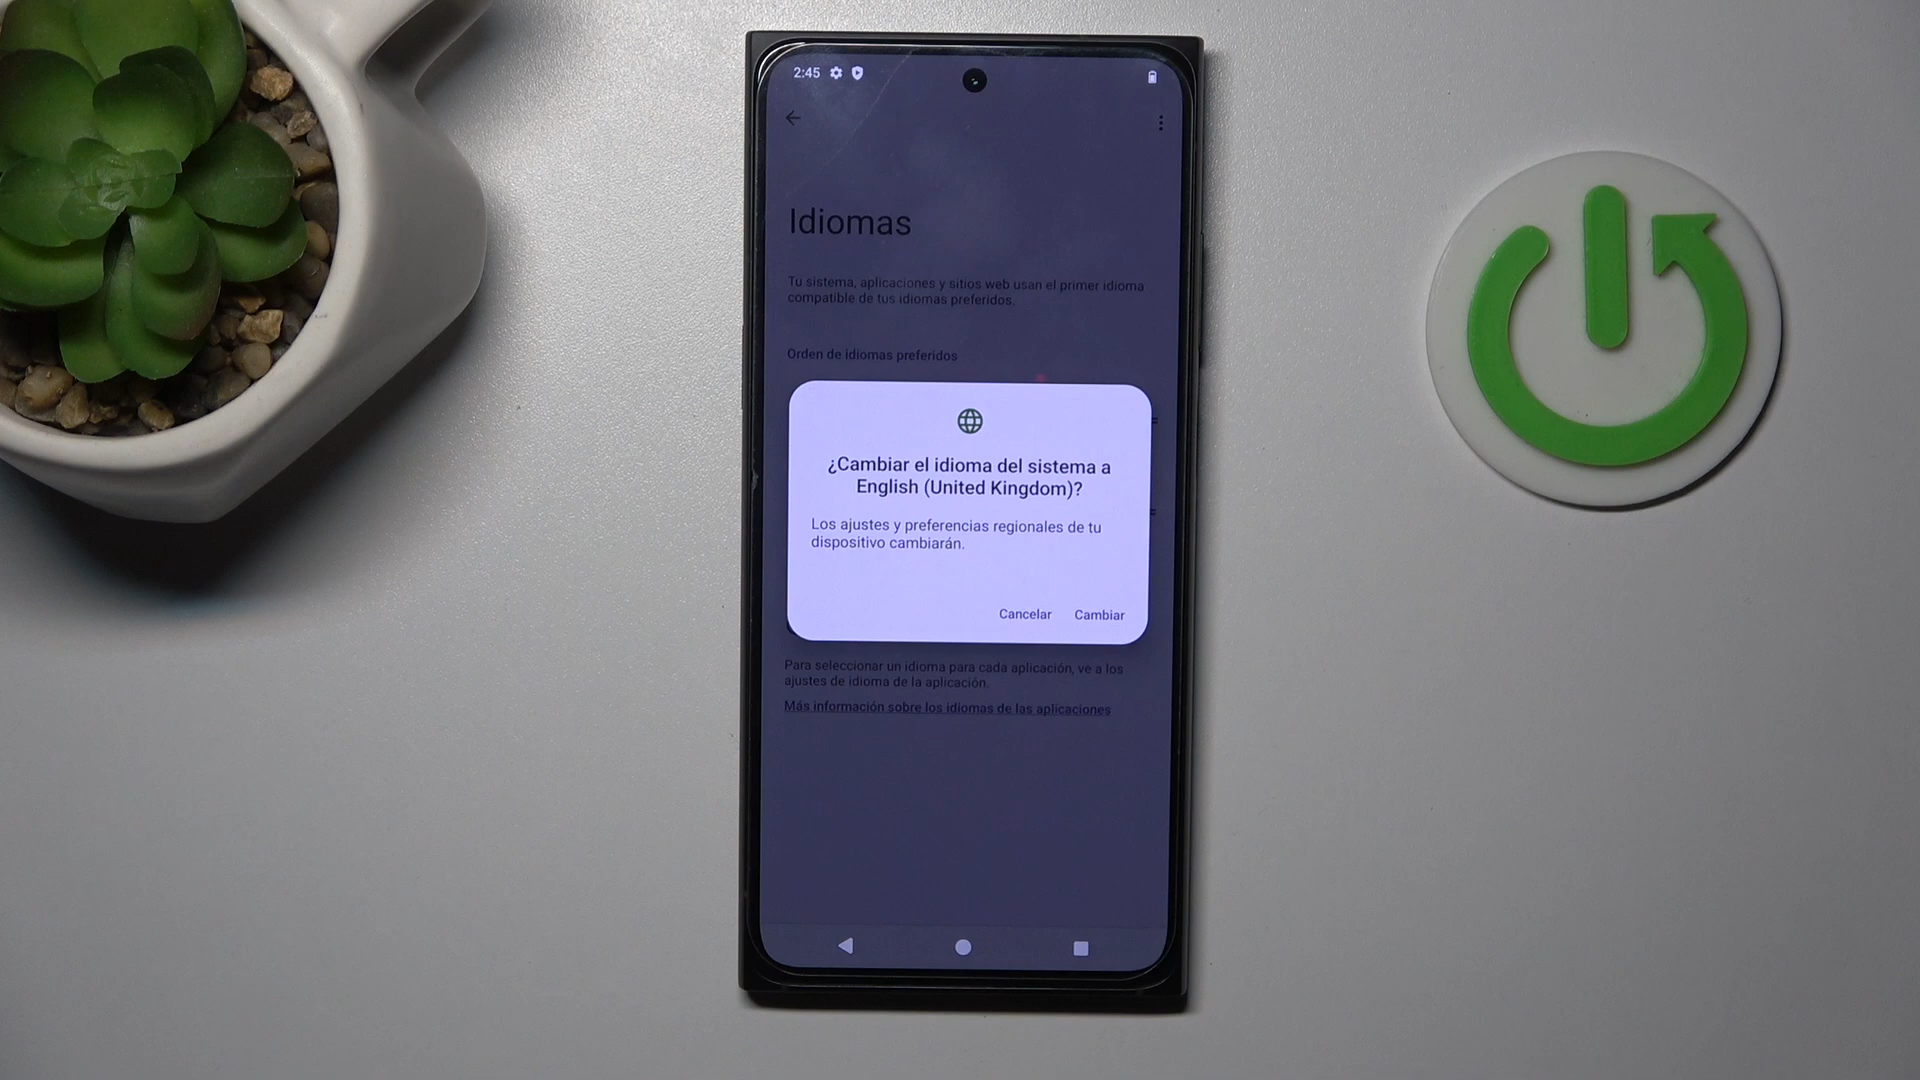 2:45
Idiomas
Tu sistema, aplicaciones y sitios web usan el primer idioma
compatible de tus idiomas preferidos.
Orden de idiomas preferidos
¿Cambiar el idioma del sistema a
English (United Kingdom)?
Los ajustes y preferencias regionales de tu
dispositivo cambiarán.
Cancelar Cambiar
Para seleccionar un idioma para cada aplicación, ve a los
ajustes de idioma de la aplicación.
Más información sobre los idiomas de las aplicaciones